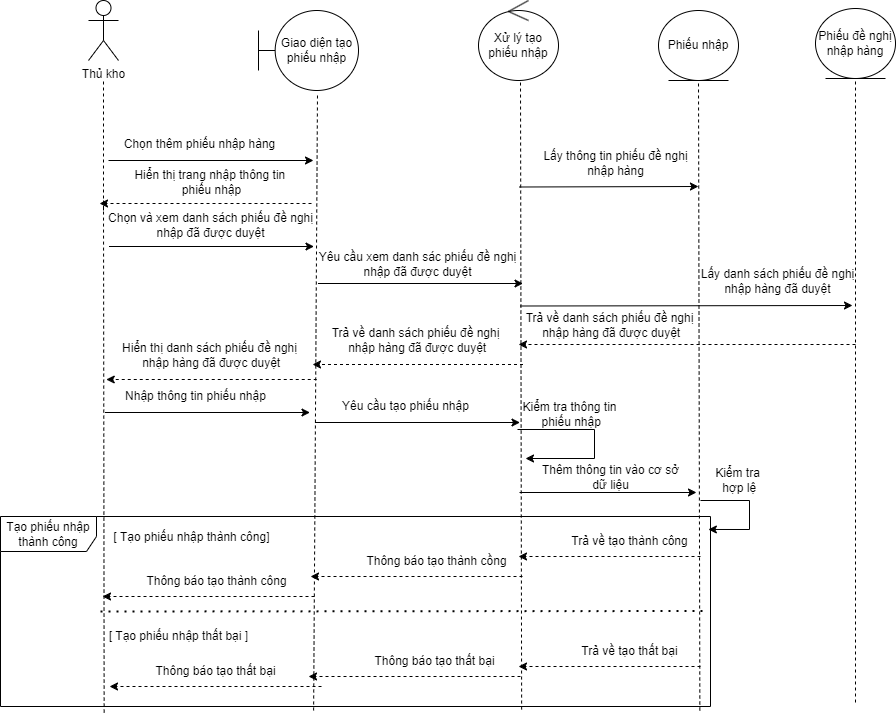 Thủ kho
Giao diện tạo
phiếu nhập
Xử lý tạo
phiếu nhập
Phiếu nhập
Phiếu đề nghị
nhập hàng
Chọn thêm phiếu nhập hàng
Lấy thông tin phiếu đề nghị
nhập hàng
Hiển thị trang nhập thông tin
phiếu nhập
Chọn và xem danh sách phiếu đề nghị
nhập đã được duyệt
Yêu cầu xem danh sác phiếu đề nghị
nhập đã được duyệt
Lấy danh sách phiếu đề nghị
nhập hàng đã duyệt
Trả về danh sách phiếu đề nghị
nhập hàng đã được duyệt
Trả về danh sách phiếu đề nghị
nhập hàng đã được duyệt
Hiển thị danh sách phiếu đề nghị
nhập hàng đã được duyệt
Nhập thông tin phiếu nhập
Yêu cầu tạo phiếu nhập
Kiểm tra thông tin
phiếu nhập
Thêm thông tin vào cơ sở
dữ liệu
Kiểm tra
hợp lệ
Tạo phiếu nhập
thành công
[ Tạo phiếu nhập thành công]
Trả về tạo thành công
Thông báo tạo thành cồng
Thông báo tạo thành công
[ Tạo phiếu nhập thất bại ]
Trả về tạo thất bại
Thông báo tạo thất bại
Thông báo tạo thất bại